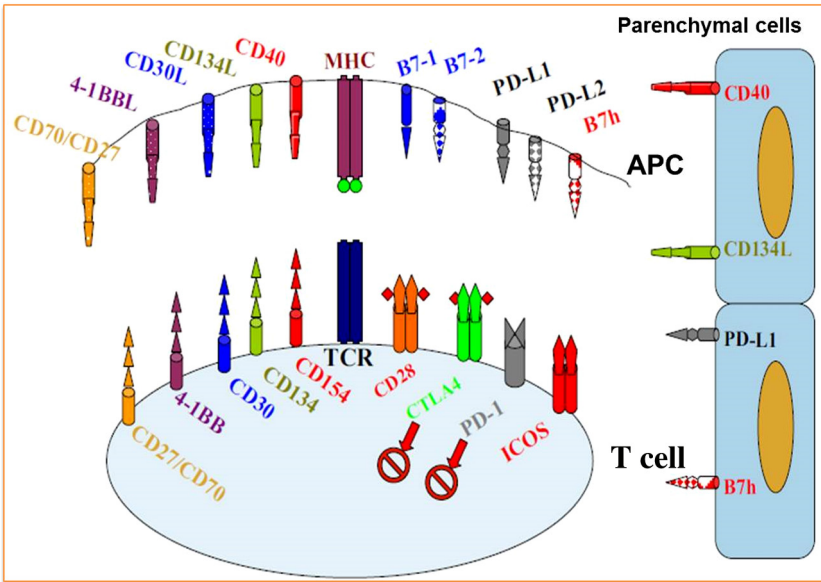 Parenchymal cells
CD70/CD27
4-1BBL
CD30L
CD134L
CD40
MHC
B7-1
B7-2
PD-L1
PD-L2
B7h
APC
CD40
CD134L
PD-L1
B7h
TCR
CD27/CD70
4-1BB
CD30
CD134
CD154
CD28
CTLA4
PD-1
ICOS
T cell